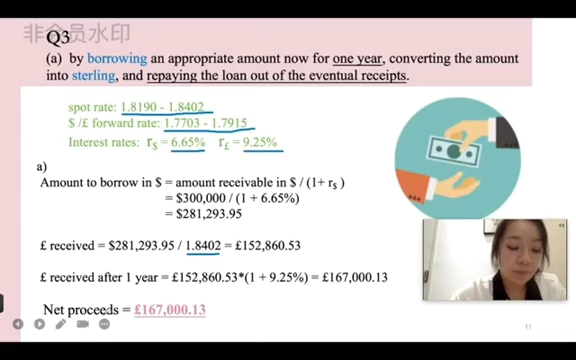 非会员水印
Q3
(a) by borrowing an appropriate amount now for one year, converting the amount
into sterling, and repaying the loan out of the eventual receipts.
spot rate: 1.8190 - 1.8402
$ /£ forward rate: 1.7703 - 1.7915
Interest rates: r$ = 6.65% r£ = 9.25%
a)
Amount to borrow in $ = amount receivable in $ / (1+ r$ )
= $300,000 / (1 + 6.65%)
= $281,293.95
£ received = $281,293.95 / 1.8402 = £152,860.53
£ received after 1 year = £152,860.53*(1 + 9.25%) = £167,000.13
Net proceeds = £167,000.13
11